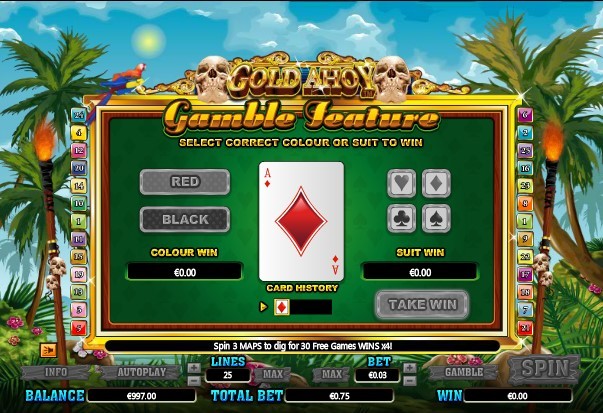 GOLD AHOY
Gamble Feature
SELECT CORRECT COLOUR OR SUIT TO WIN
RED
BLACK
A
A
COLOUR WIN
€0.00
SUIT WIN
€0.00
CARD HISTORY
TAKE WIN
Spin 3 MAPS to dig for 30 Free Games WINS x4!
INFO
AUTOPLAY
LINES
25
MAX
MAX
BET
€0.03
GAMBLE
SPIN
BALANCE
€997.00
TOTAL BET
€0.75
WIN
€0.00